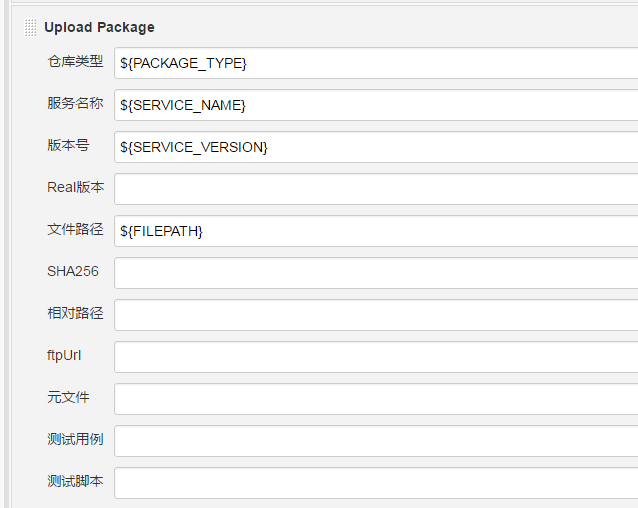 Upload Package
仓库类型 ${PACKAGE_TYPE}
服务名称 ${SERVICE_NAME}
版本号 ${SERVICE_VERSION}
Real版本
文件路径 ${FILEPATH}
SHA256
相对路径
ftpUrl
元文件
测试用例
测试脚本